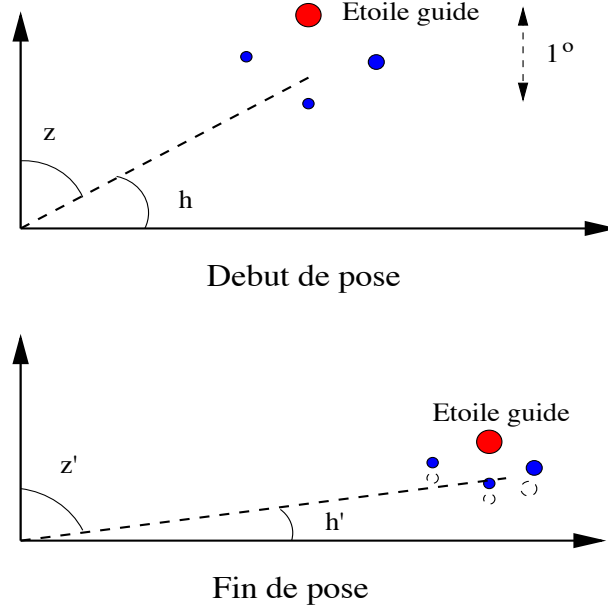 Etoile guide
1°
z
h
Debut de pose
Etoile guide
z'
h'
Fin de pose